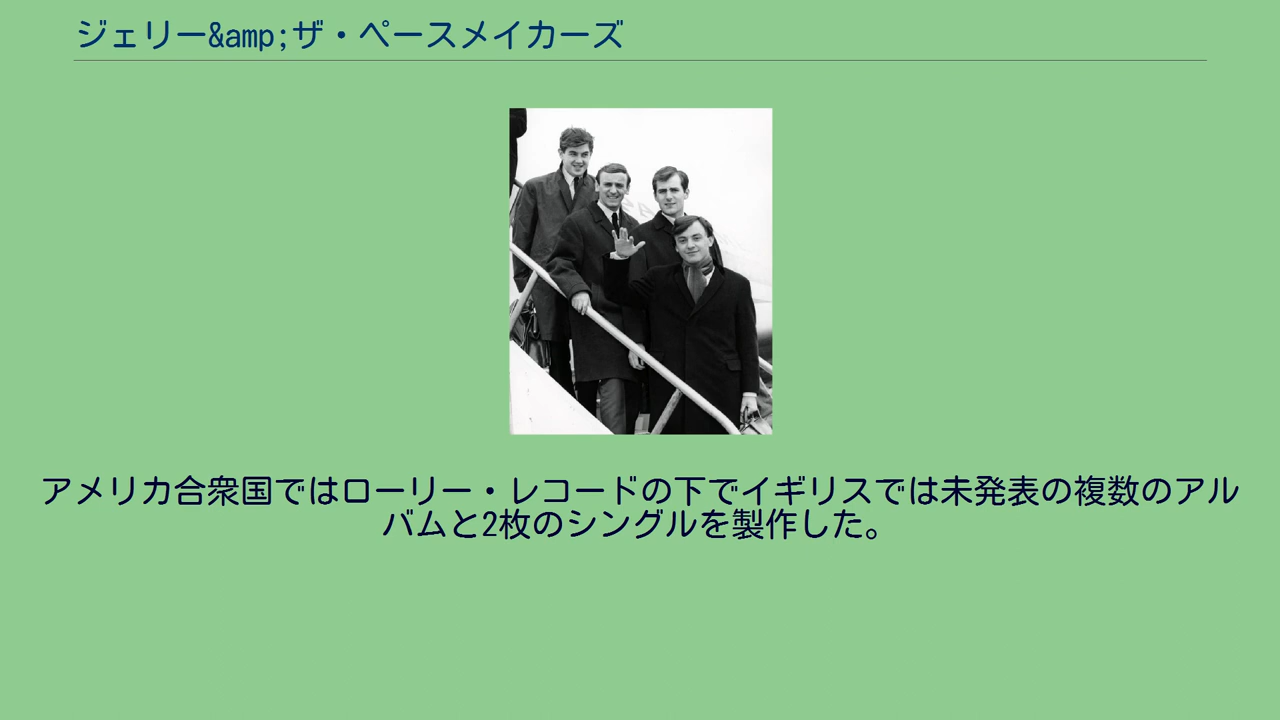 ジェリー&amp;ザ・ペースメイカーズ
アメリカ合衆国ではローリー・レコードの下でイギリスでは未発表の複数のアル
バムと2枚のシングルを製作した。